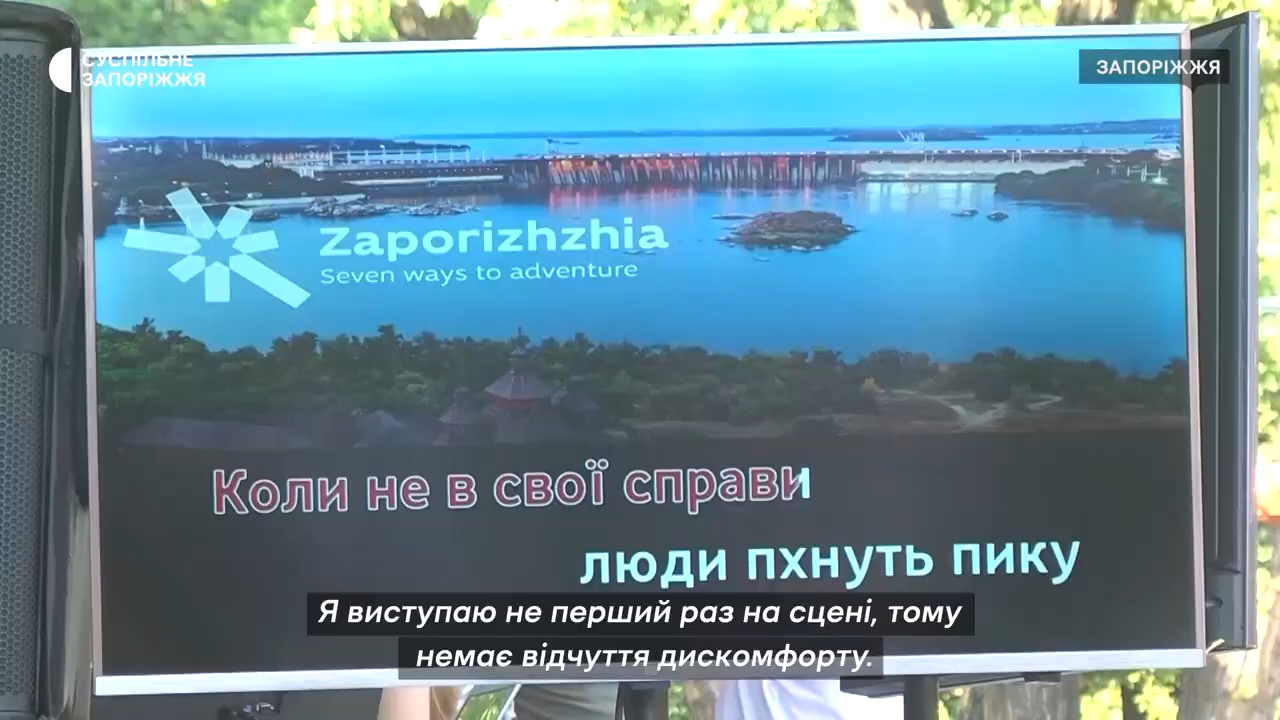 СУСПІЛЬНЕ
ЗАПОРІЖЖЯ
ЗАПОРІЖЖЯ
Zaporizhzhia
Seven ways to adventure
Коли не в свої справи
люди пхнуть пику
Я виступаю не перший раз на сцені, тому
немає відчуття дискомфорту.